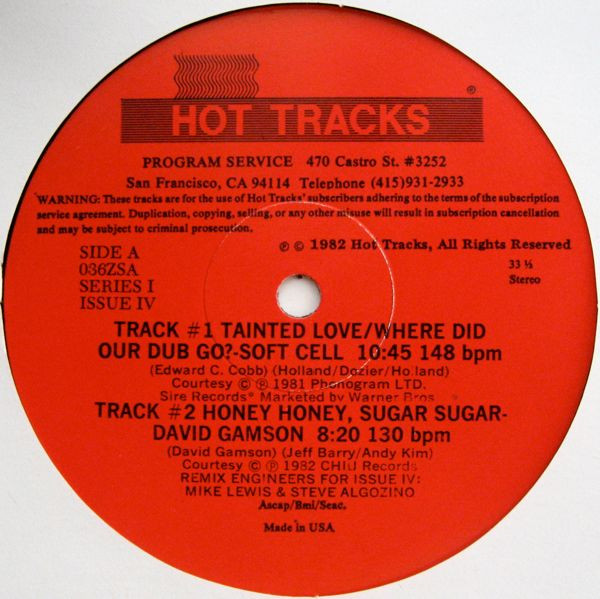 ®
HOT TRACKS
PROGRAM SERVICE 470 Castro St. #3252
San Francisco, CA 94114 Telephone (415)931-2933
WARNING: These tracks are for the use of Hot Tracks' subscribers adhering to the terms of the subscription
service agreement. Duplication, copying, selling, or any other misuse will result in subscription cancellation
and may be subject to criminal prosecution.
℗ © 1982 Hot Tracks, All Rights Reserved
SIDE A
036ZSA
SERIES I
ISSUE IV
33 ⅓
Stereo
TRACK #1 TAINTED LOVE/WHERE DID
OUR DUB GO?-SOFT CELL 10:45 148 bpm
(Edward C. Cobb) (Holland/Dozier/Holland)
Courtesy © ℗ 1981 Phonogram LTD.
Sire Records® Marketed by Warner Bros.
TRACK #2 HONEY HONEY, SUGAR SUGAR-
DAVID GAMSON 8:20 130 bpm
(David Gamson) (Jeff Barry/Andy Kim)
Courtesy © ℗ 1982 Records
REMIX ENGINEERS FOR ISSUE IV:
MIKE LEWIS & STEVE ALGOZINO
Ascap/Bmi/Seac.
Made in USA.